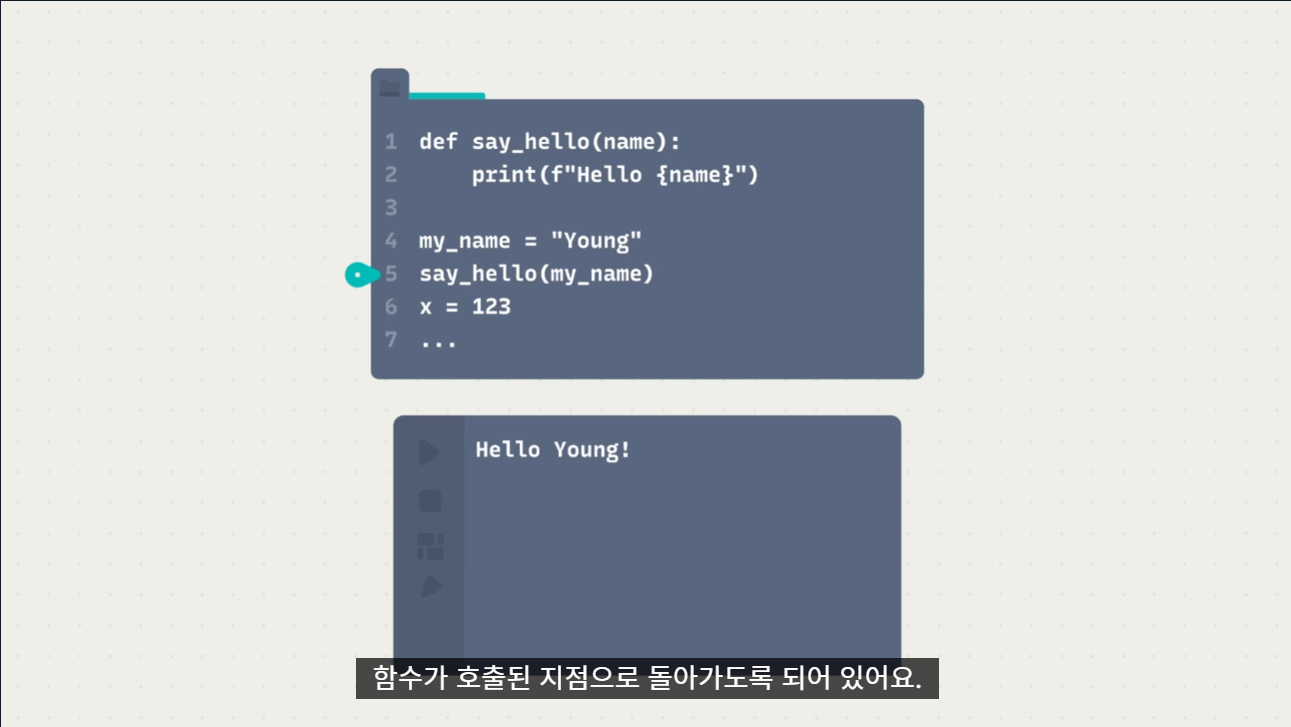 1 def say_hello(name):
2     print(f"Hello {name}")
3
4 my_name = "Young"
5 say_hello(my_name)
6 x = 123
7 ...
Hello Young!
함수가 호출된 지점으로 돌아가도록 되어 있어요.